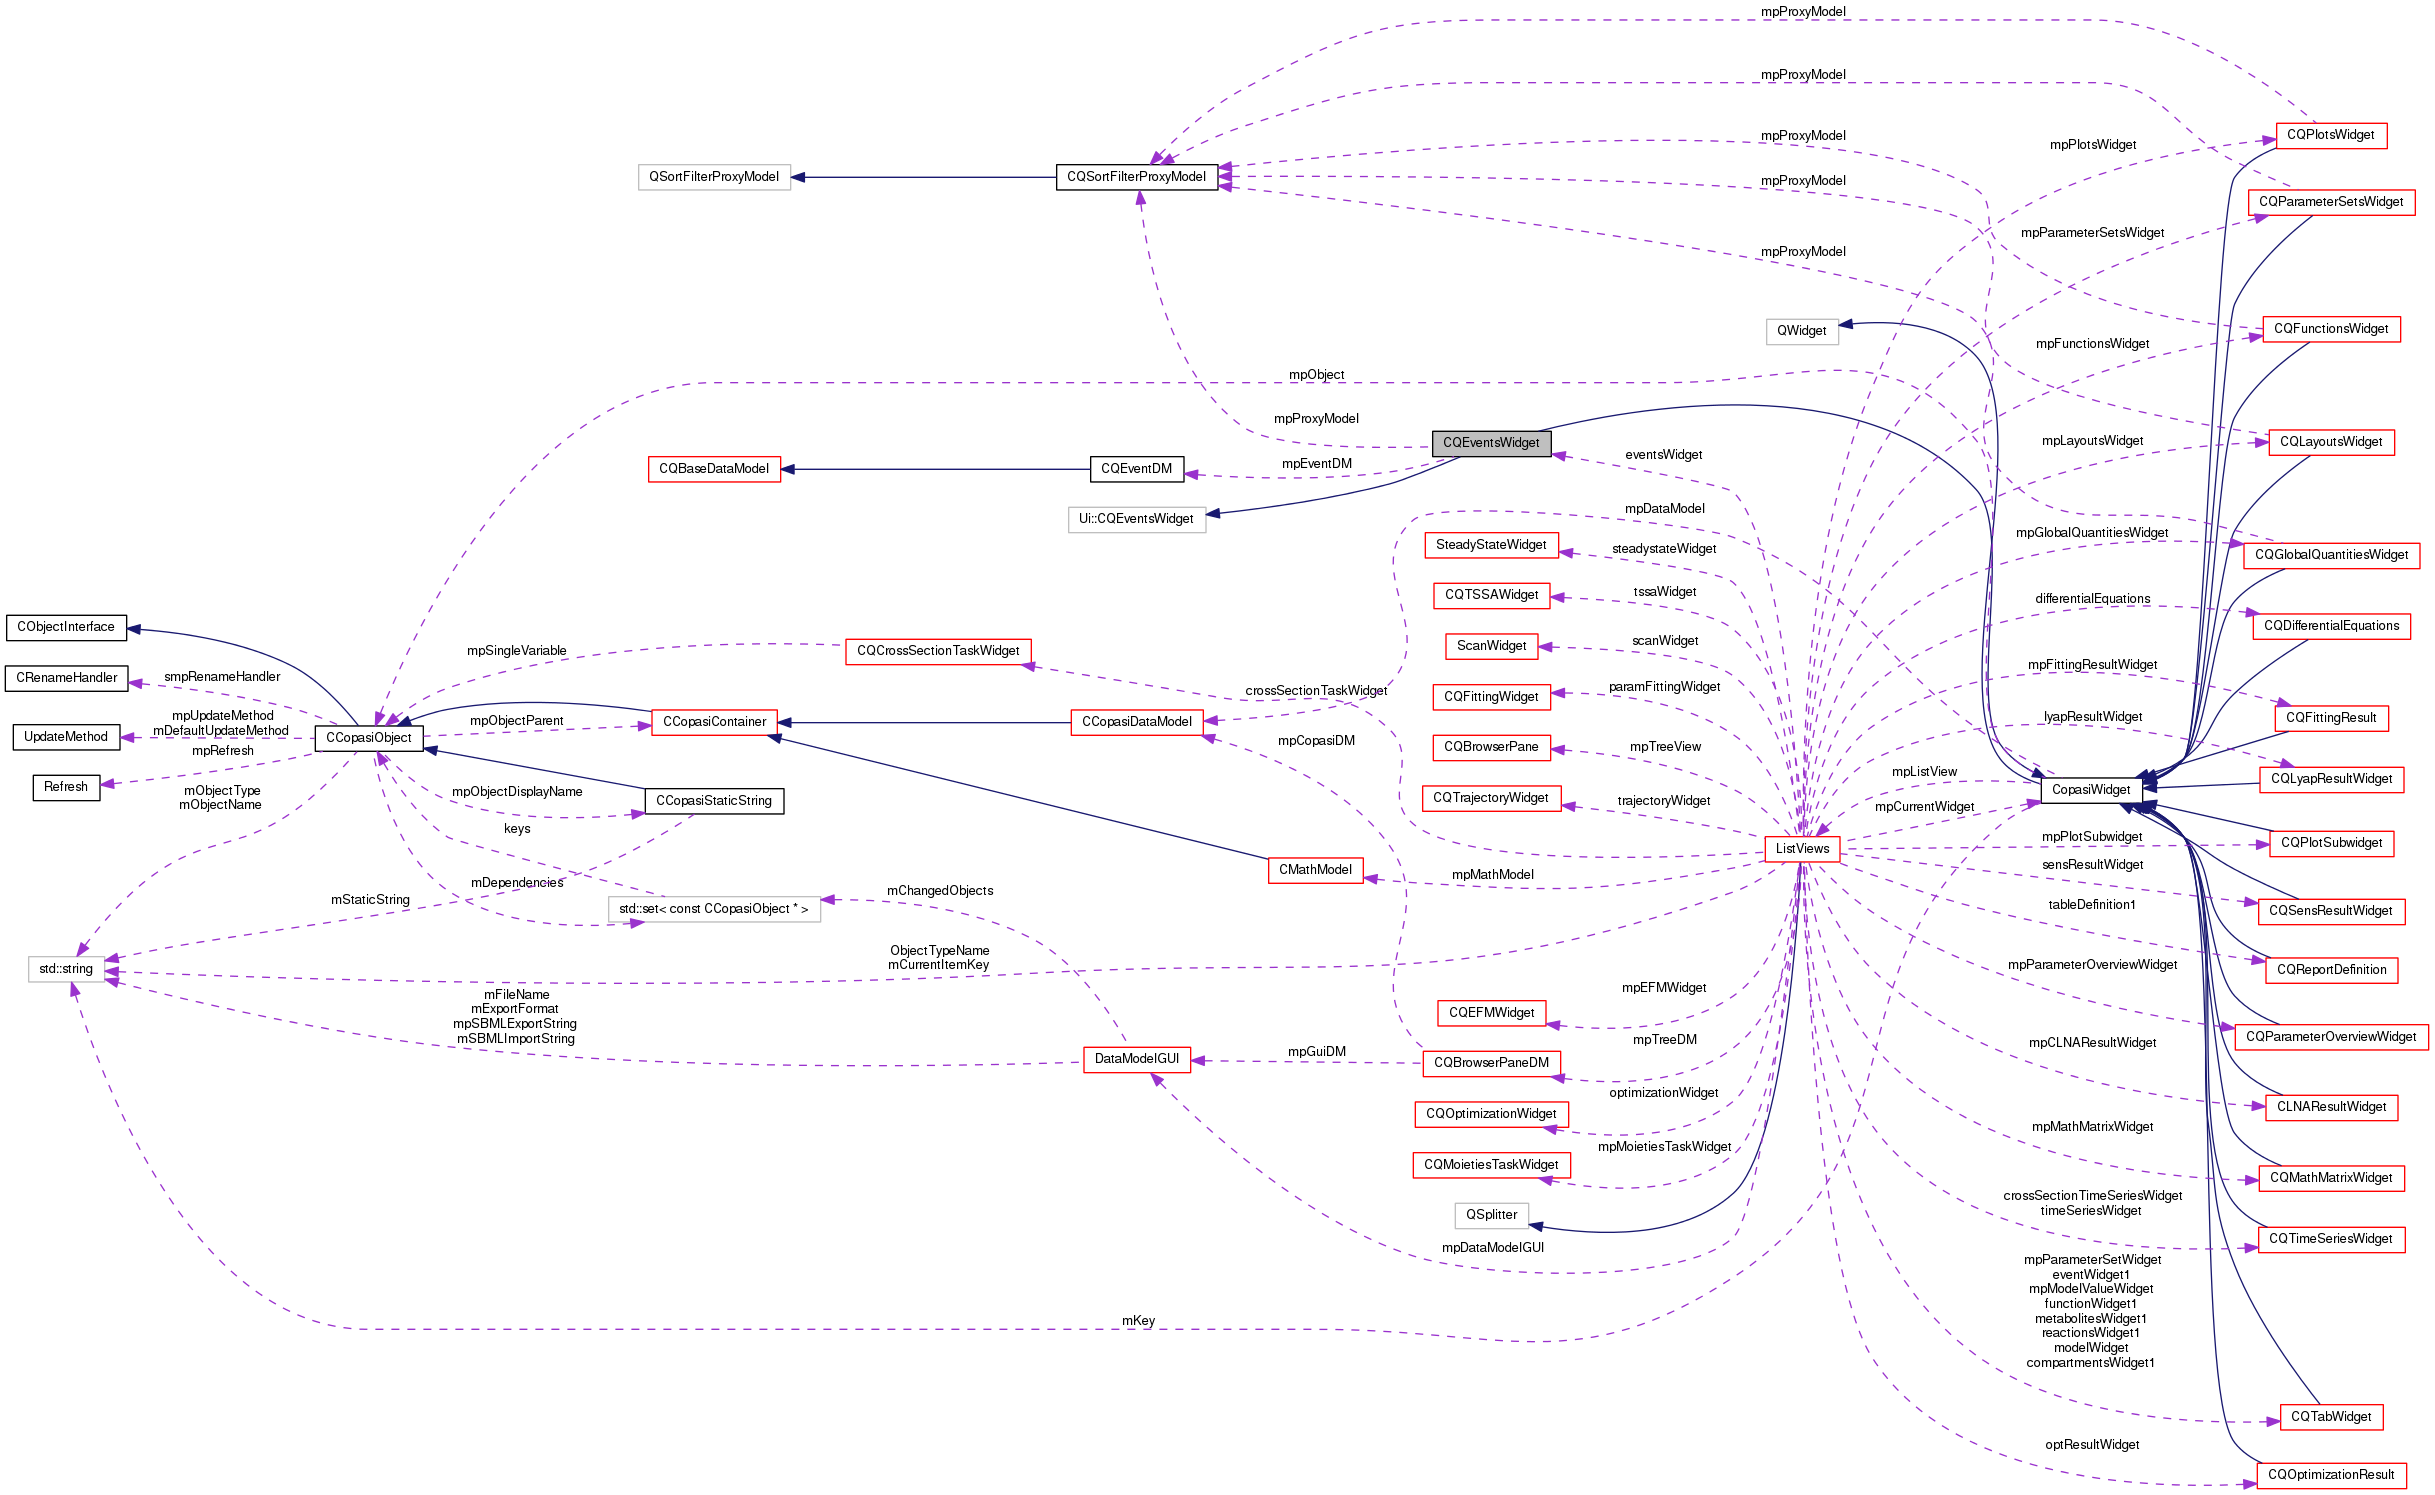 mpProxyModel
mpProxyModel
CQPlotsWidget
mpProxyModel
mpPlotsWidget
QSortFilterProxyModel
CQSortFilterProxyModel
mpProxyModel
CQParameterSetsWidget
mpParameterSetsWidget
mpProxyModel
QWidget
CQFunctionsWidget
mpFunctionsWidget
mpObject
mpProxyModel
CQEventsWidget
mpLayoutsWidget
CQLayoutsWidget
eventsWidget
CQBaseDataModel
CQEventDM
mpEventDM
mpDataModel
Ui::CQEventsWidget
mpGlobalQuantitiesWidget
SteadyStateWidget
steadystateWidget
CQGlobalQuantitiesWidget
CQTSSAWidget
tssaWidget
differentialEquations
CQDifferentialEquations
CObjectInterface
scanWidget
ScanWidget
mpSingleVariable
CQCrossSectionTaskWidget
mpFittingResultWidget
CRenameHandler
smpRenameHandler
crossSectionTaskWidget
paramFittingWidget
CQFittingWidget
mpUpdateMethod
mDefaultUpdateMethod
UpdateMethod
CCopasiObject
mpObjectParent
CCopasiContainer
CCopasiDataModel
lyapResultWidget
CQFittingResult
mpRefresh
mpCopasiDM
CQBrowserPane
mpTreeView
mpListView
CQLyapResultWidget
Refresh
mObjectType
mObjectName
mpObjectDisplayName
CCopasiStaticString
CQTrajectoryWidget
trajectoryWidget
mpCurrentWidget
CopasiWidget
keys
ListViews
mpPlotSubwidget
CQPlotSubwidget
CMathModel
mpMathModel
sensResultWidget
mDependencies
mStaticString
mChangedObjects
std::set< const CCopasiObject * >
tableDefinition1
CQSensResultWidget
std::string
ObjectTypeName
mCurrentItemKey
mpParameterOverviewWidget
CQReportDefinition
mFileName
mExportFormat
mpSBMLExportString
mSBMLImportString
mpEFMWidget
CQEFMWidget
mpTreeDM
mpCLNAResultWidget
CQParameterOverviewWidget
DataModelGUI
mpGuiDM
CQBrowserPaneDM
optimizationWidget
CQOptimizationWidget
CLNAResultWidget
mpMathMatrixWidget
mpMoietiesTaskWidget
CQMoietiesTaskWidget
CQMathMatrixWidget
crossSectionTimeSeriesWidget
timeSeriesWidget
QSplitter
CQTimeSeriesWidget
mpDataModelGUI
mpParameterSetWidget
eventWidget1
mpModelValueWidget
functionWidget1
metabolitesWidget1
reactionsWidget1
modelWidget
compartmentsWidget1
mKey
CQTabWidget
optResultWidget
CQOptimizationResult